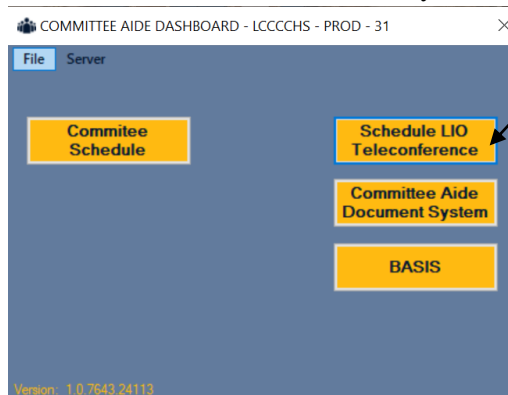 COMMITTEE AIDE DASHBOARD - LCCCCHS - PROD - 31
File Server
Commitee
Schedule
Schedule LIO
Teleconference
Committee Aide
Document System
BASIS
Version: 1.0.7643.24113